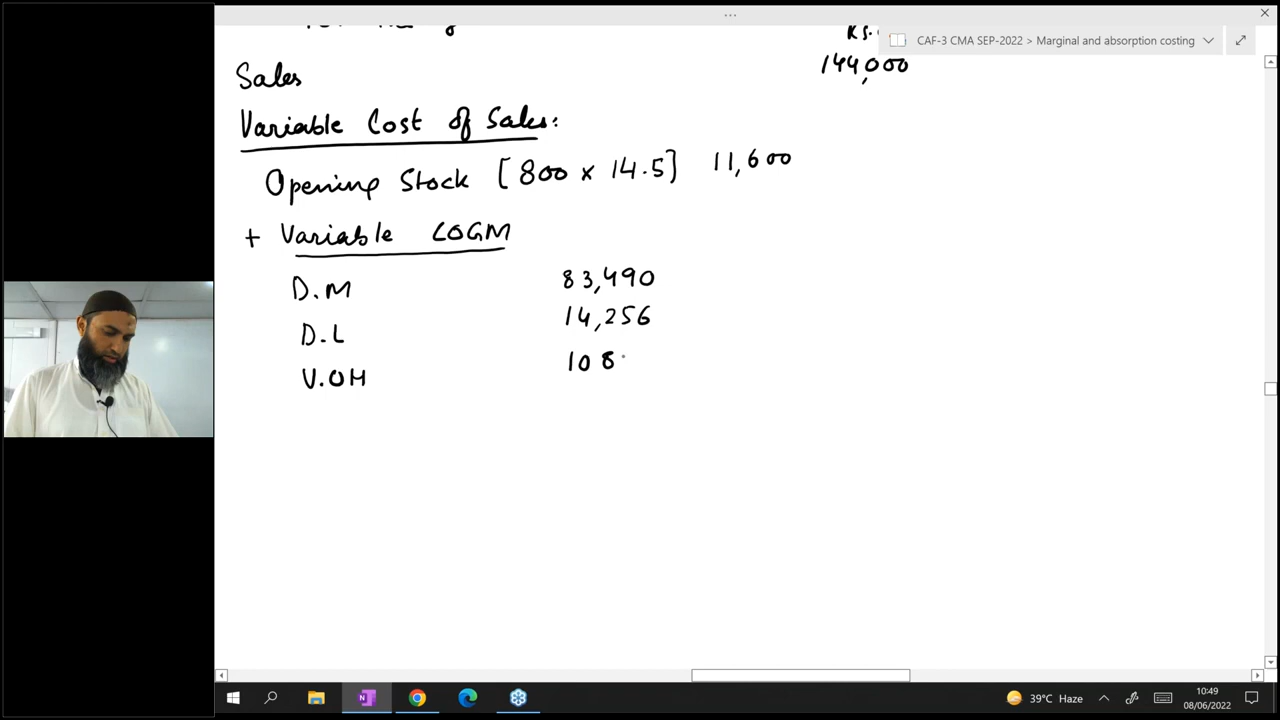 ...
CAF-3 CMA SEP-2022 > Marginal and absorption costing
144,000
Sales
Variable Cost of Sales:
Opening Stock [800 x 14.5] 11,600
+ Variable COGM
D.M 83,490
D.L 14,256
V.OH 108
39°C Haze
10:49
08/06/2022